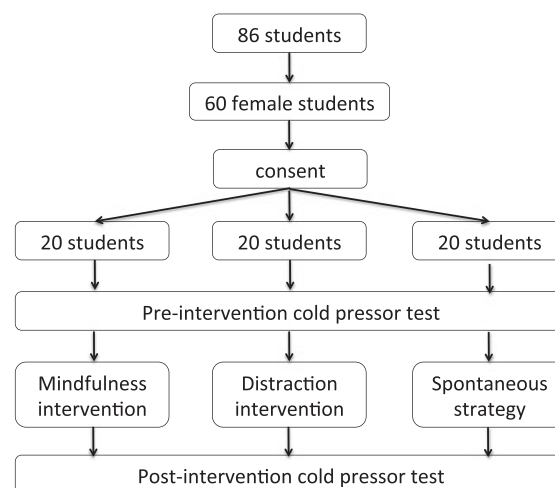 86 students
60 female students
consent
20 students
20 students
20 students
Pre-intervention cold pressor test
Mindfulness
intervention
Distraction
intervention
Spontaneous
strategy
Post-intervention cold pressor test